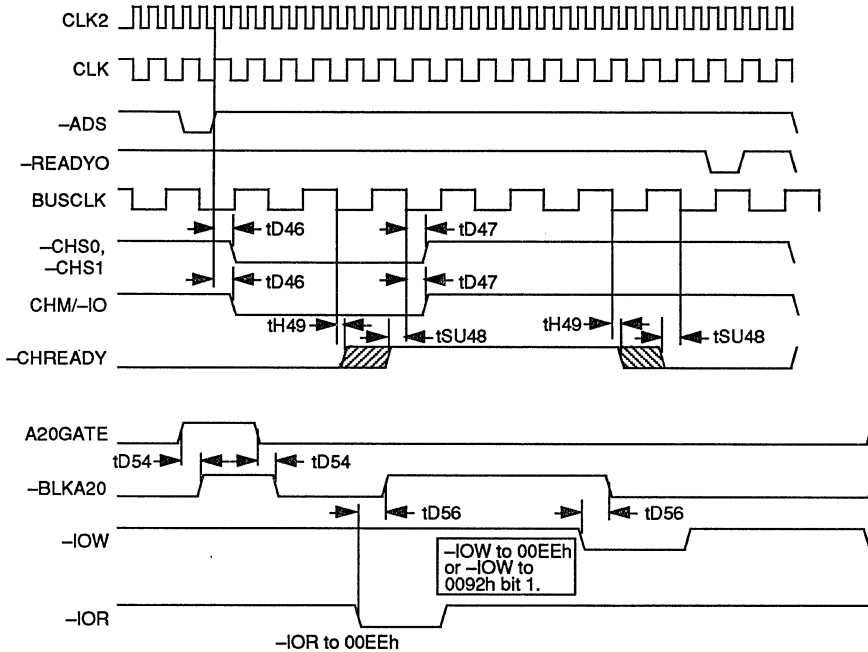 CLK2
CLK
–ADS
–READYO
BUSCLK
tD46
tD47
–CHS0,
–CHS1
tD46
tD47
CHM/–IO
tH49
tSU48
tH49
tSU48
–CHREADY
A20GATE
tD54
tD54
–BLKA20
tD56
tD56
–IOW
–IOW to 00EEh
or –IOW to
0092h bit 1.
–IOR
–IOR to 00EEh